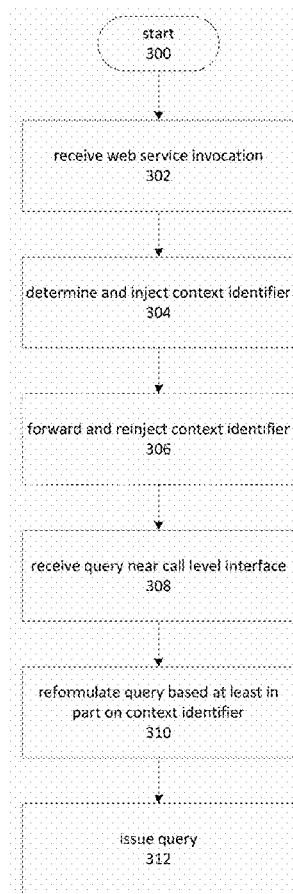 start
300
receive web service invocation
302
determine and inject context identifier
304
forward and reinject context identifier
306
receive query near call level interface
308
reformulate query based at least in
part on context identifier
310
issue query
312